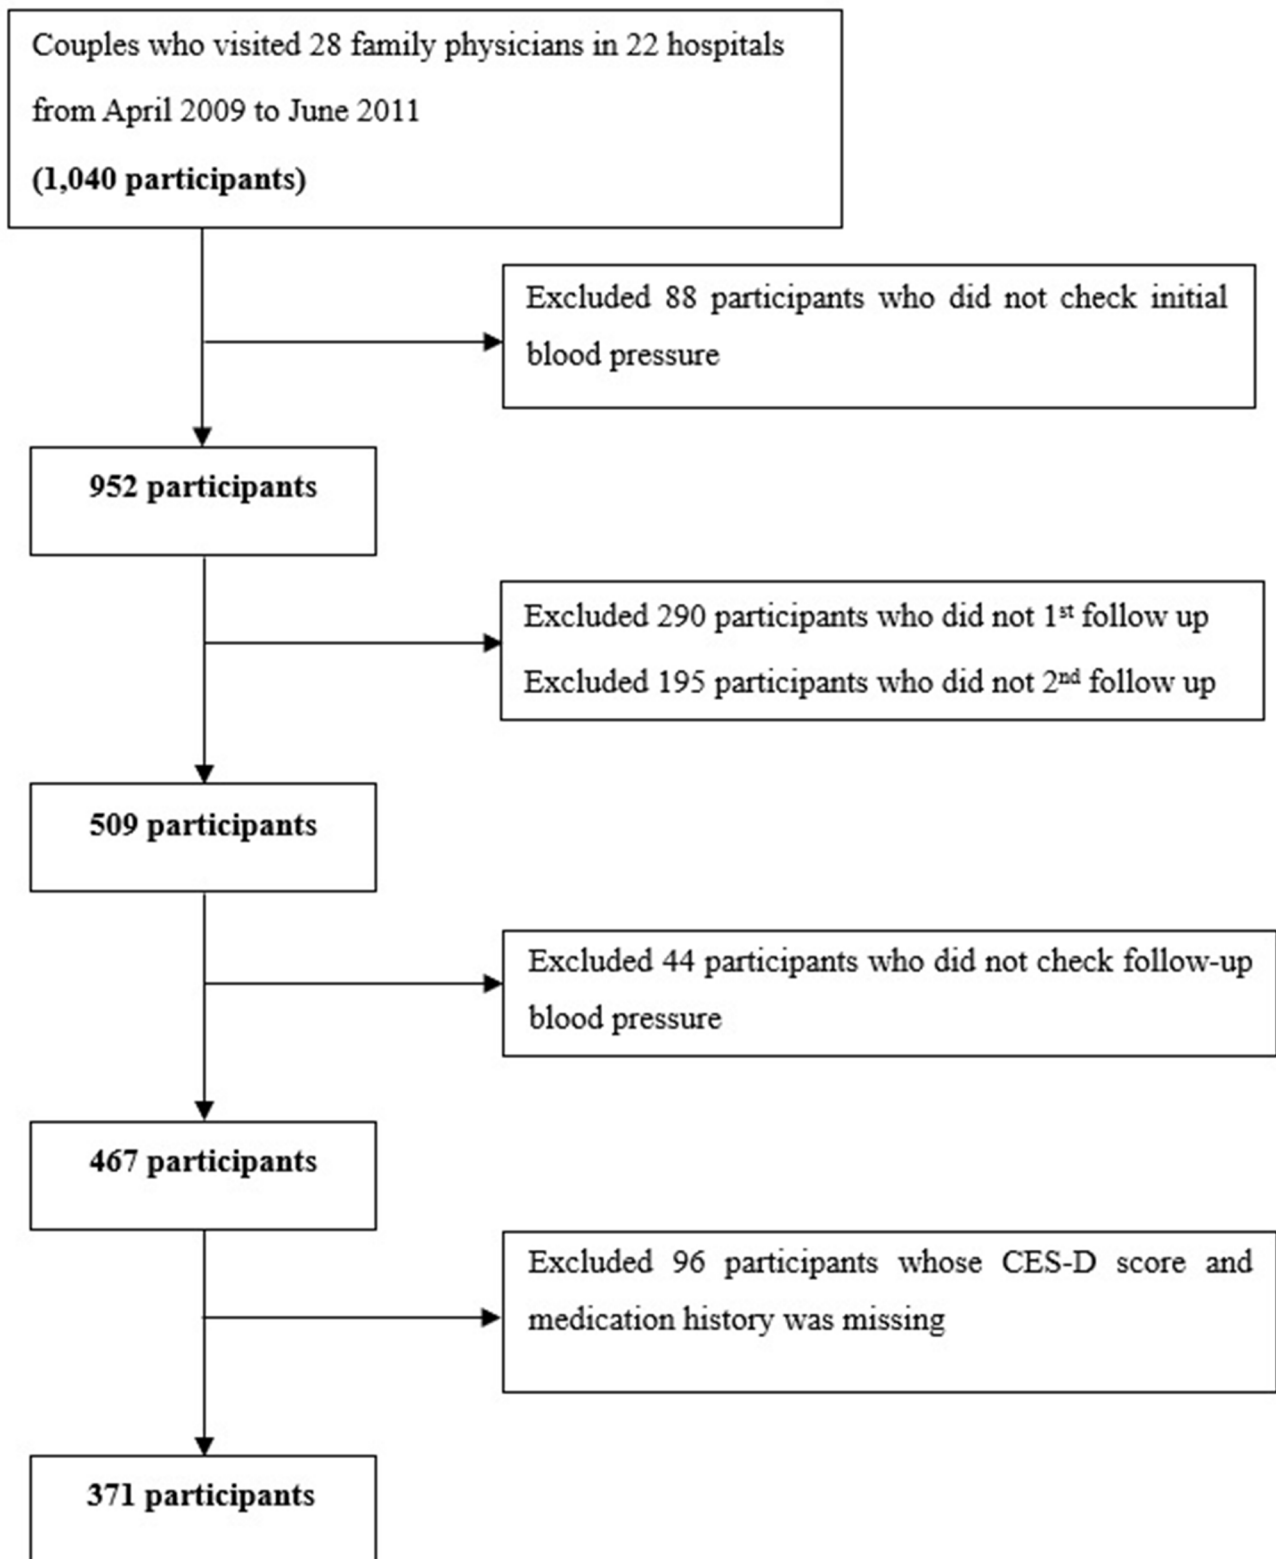 Couples who visited 28 family physicians in 22 hospitals
from April 2009 to June 2011
(1,040 participants)
Excluded 88 participants who did not check initial
blood pressure
952 participants
Excluded 290 participants who did not 1st follow up
Excluded 195 participants who did not 2nd follow up
509 participants
Excluded 44 participants who did not check follow-up
blood pressure
467 participants
Excluded 96 participants whose CES-D score and
medication history was missing
371 participants